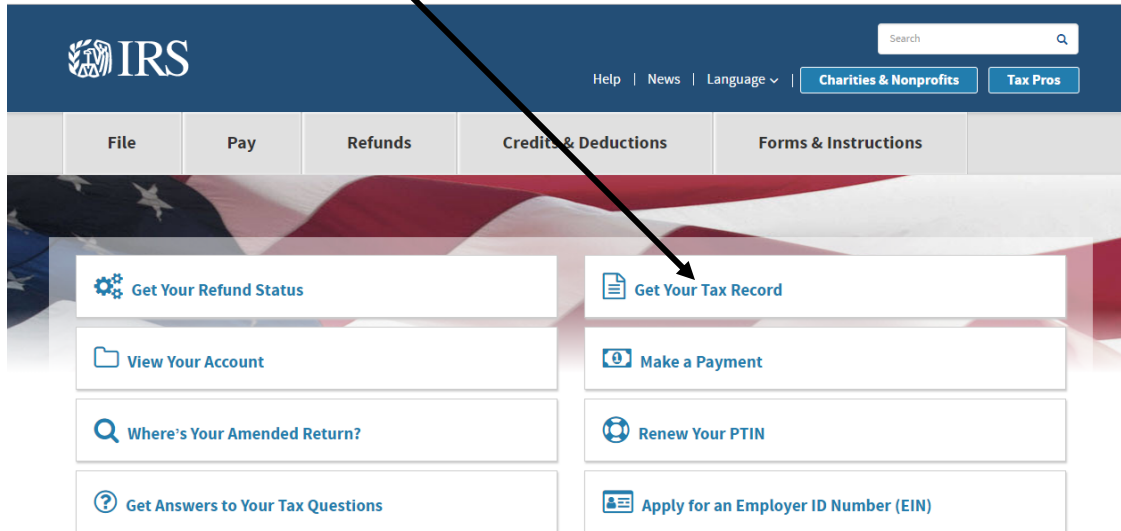 Search
IRS
Help | News | Language | Charities & Nonprofits Tax Pros
File Pay Refunds Credits & Deductions Forms & Instructions
Get Your Refund Status Get Your Tax Record
View Your Account Make a Payment
Where's Your Amended Return? Renew Your PTIN
Get Answers to Your Tax Questions Apply for an Employer ID Number (EIN)